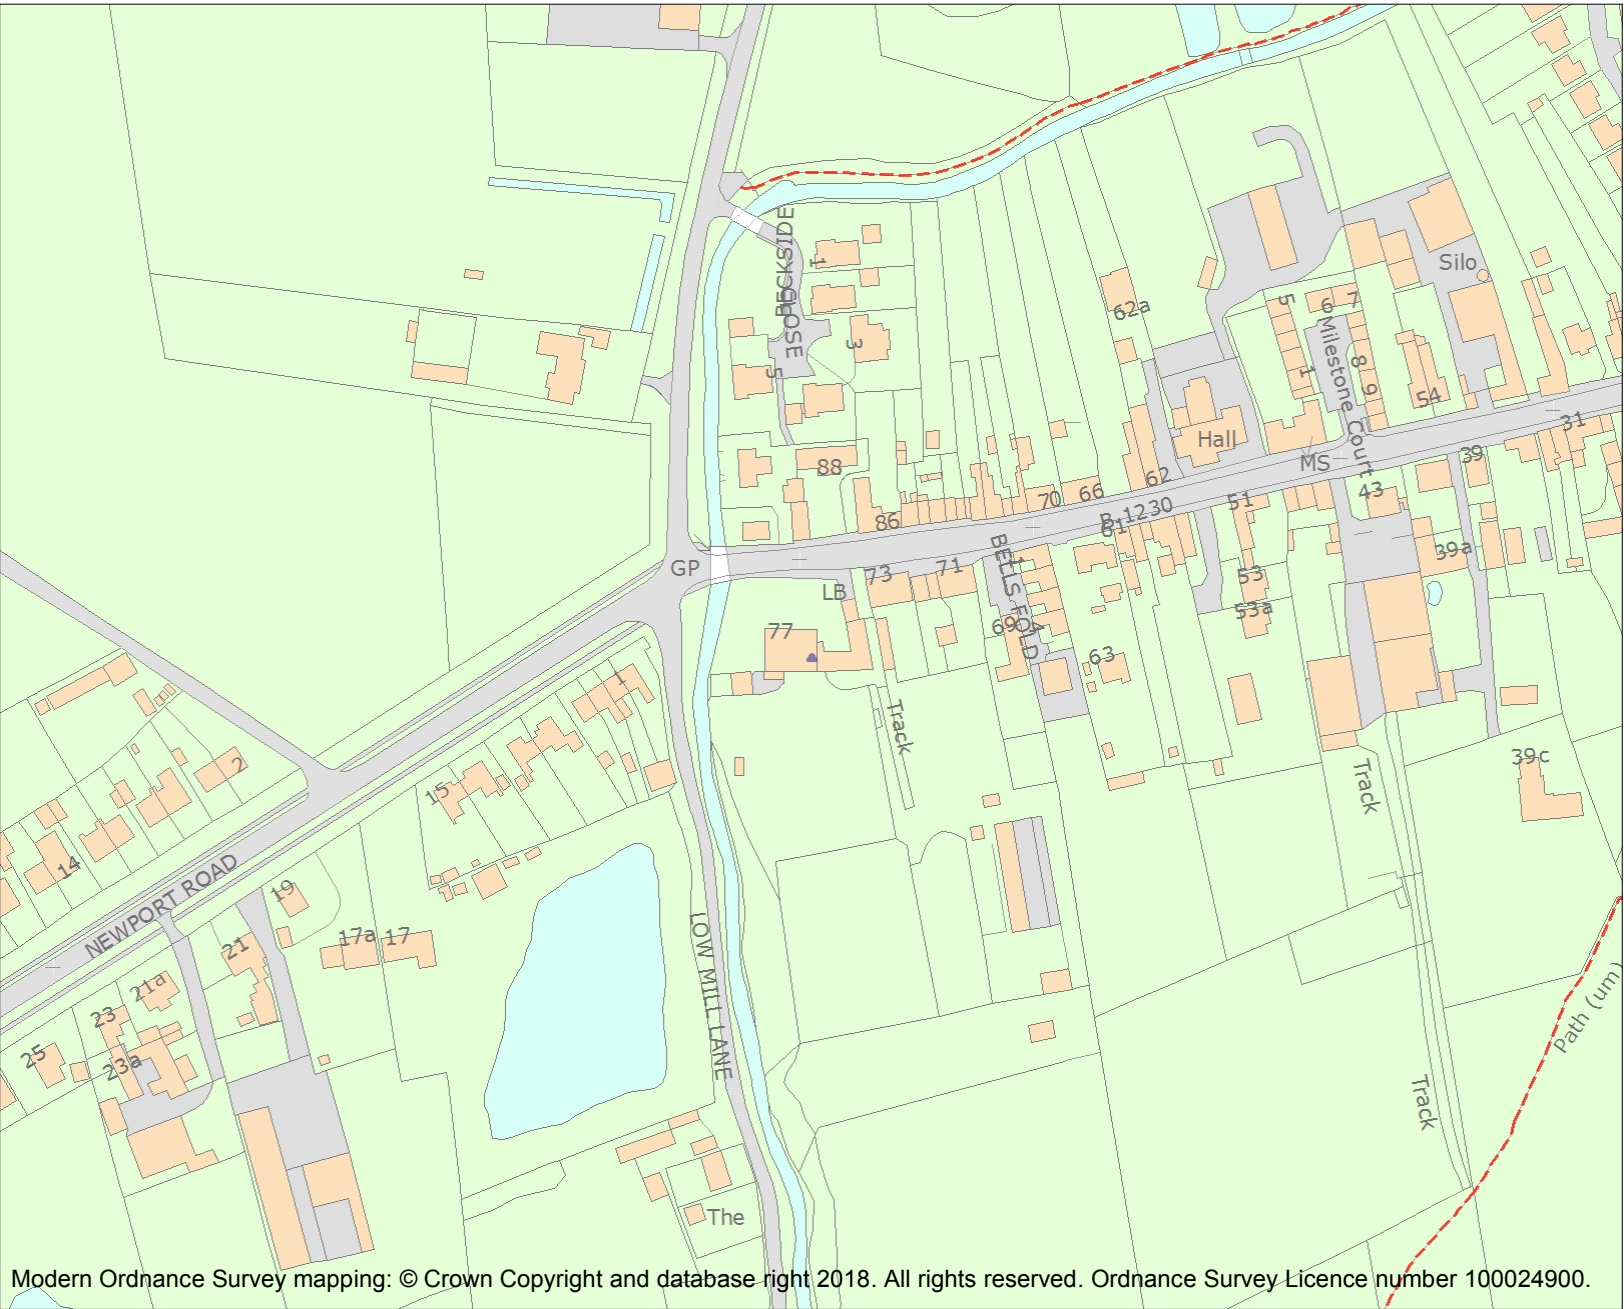 BECKSIDE
CLOSE
1
3
5
88
86
62a
Silo
5
6
7
Milestone Court
8
9
1
54
Hall
MS
31
39
43
62
66
70
B 1230
61
51
53
53a
39a
39c
GP
LB
73
71
77
BELLS FOLD
1
4
69
63
Track
Track
Track
Path (um)
1
15
2
14
NEWPORT ROAD
19
17a
17
21
21a
23
23a
25
LOW MILL LANE
The
Modern Ordnance Survey mapping: © Crown Copyright and database right 2018. All rights reserved. Ordnance Survey Licence number 100024900.